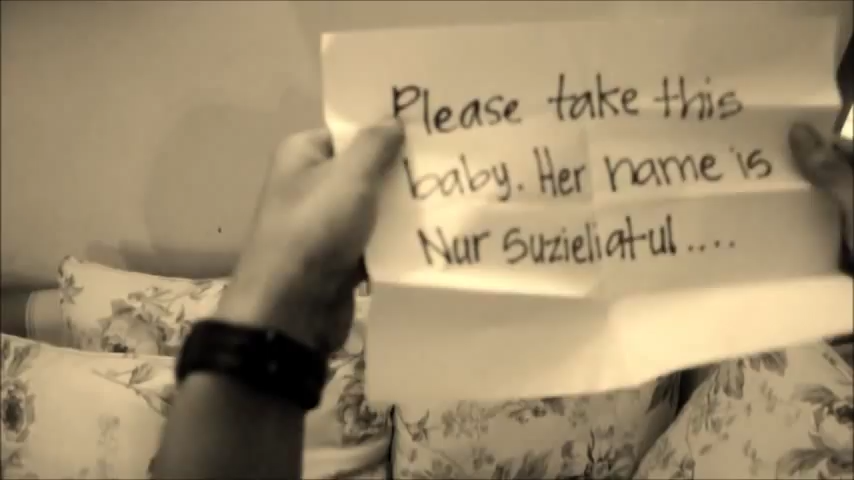 Please take this
baby. Her name is
Nur Suzieliatul....